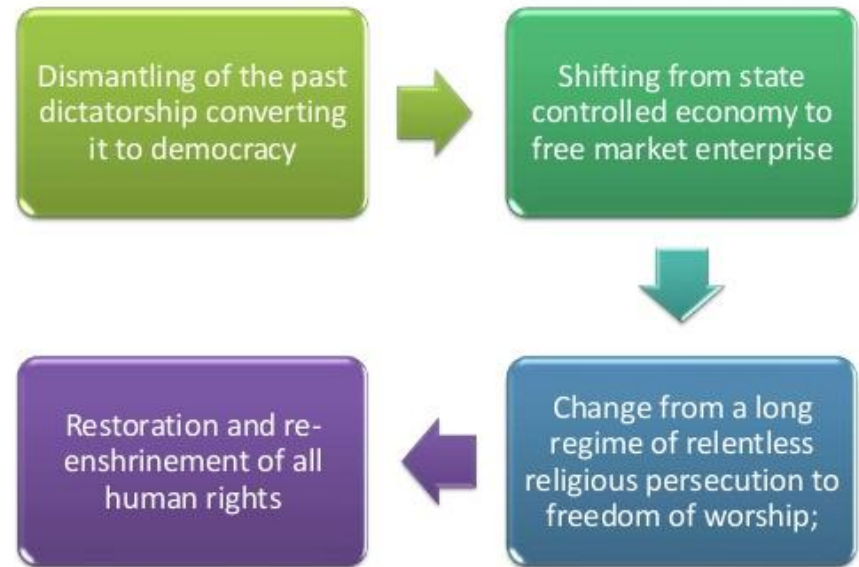 Dismantling of the past
dictatorship converting
it to democracy
Shifting from state
controlled economy to
free market enterprise
Change from a long
regime of relentless
religious persecution to
freedom of worship;
Restoration and re-
enshrinement of all
human rights